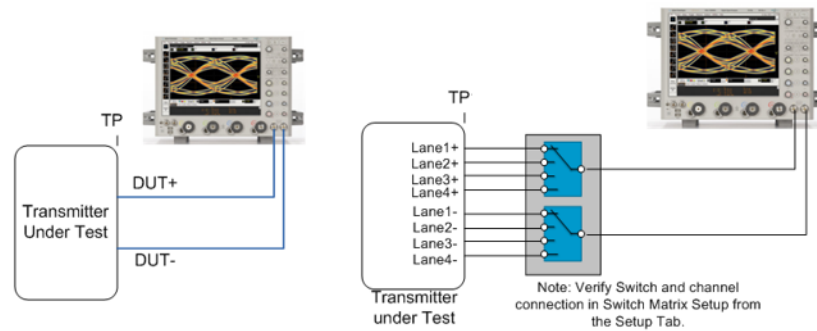 TP
DUT+
Transmitter
Under Test
DUT-
TP
Lane1+
Lane2+
Lane3+
Lane4+
Lane1-
Lane2-
Lane3-
Lane4-
Transmitter
under Test
Note: Verify Switch and channel
connection in Switch Matrix Setup from
the Setup Tab.